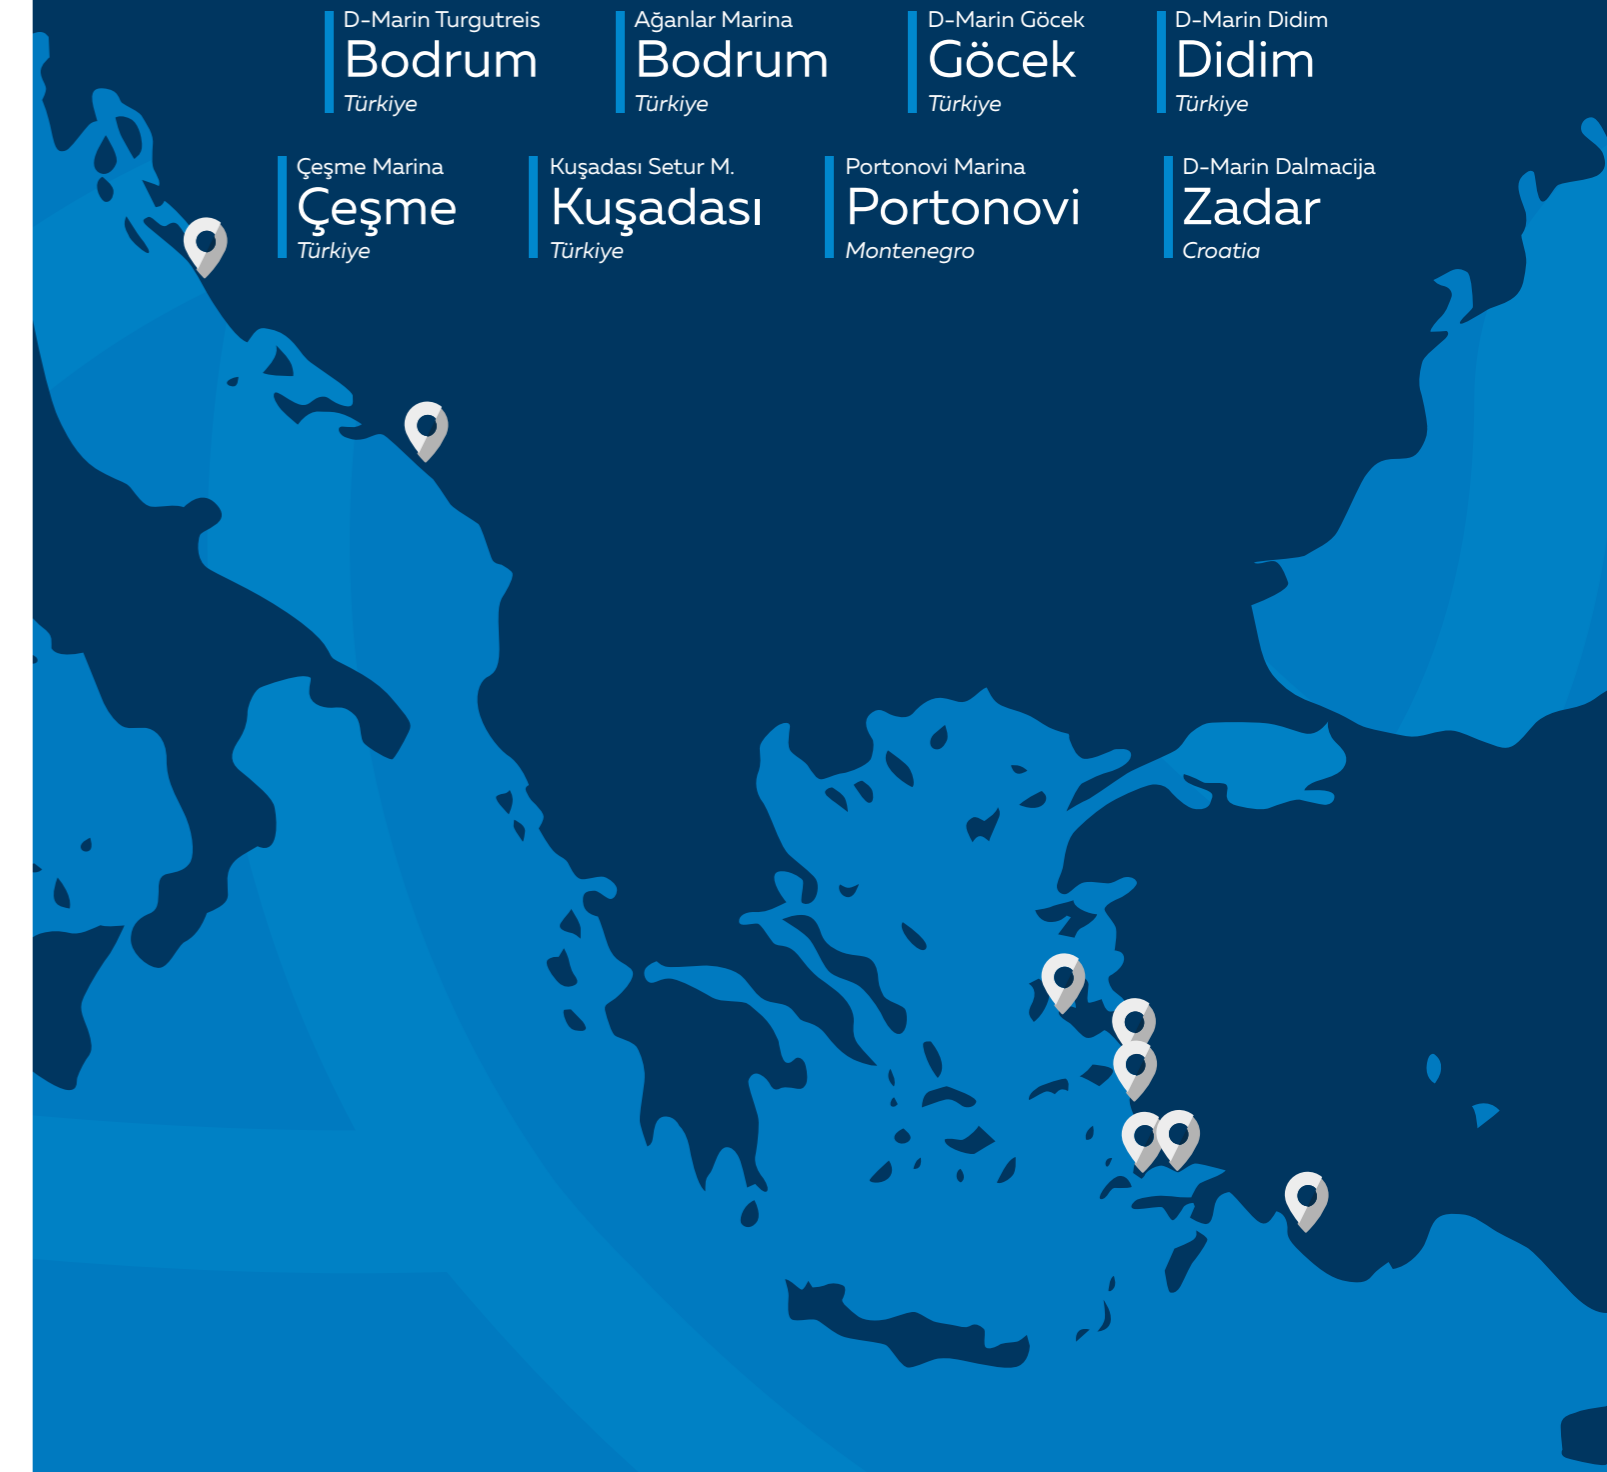 D-Marin Turgutreis
Bodrum
Türkiye
Ağanlar Marina
Bodrum
Türkiye
D-Marin Göcek
Göcek
Türkiye
D-Marin Didim
Didim
Türkiye
Çeşme Marina
Çeşme
Türkiye
Kuşadası Setur M.
Kuşadası
Türkiye
Portonovi Marina
Portonovi
Montenegro
D-Marin Dalmacija
Zadar
Croatia